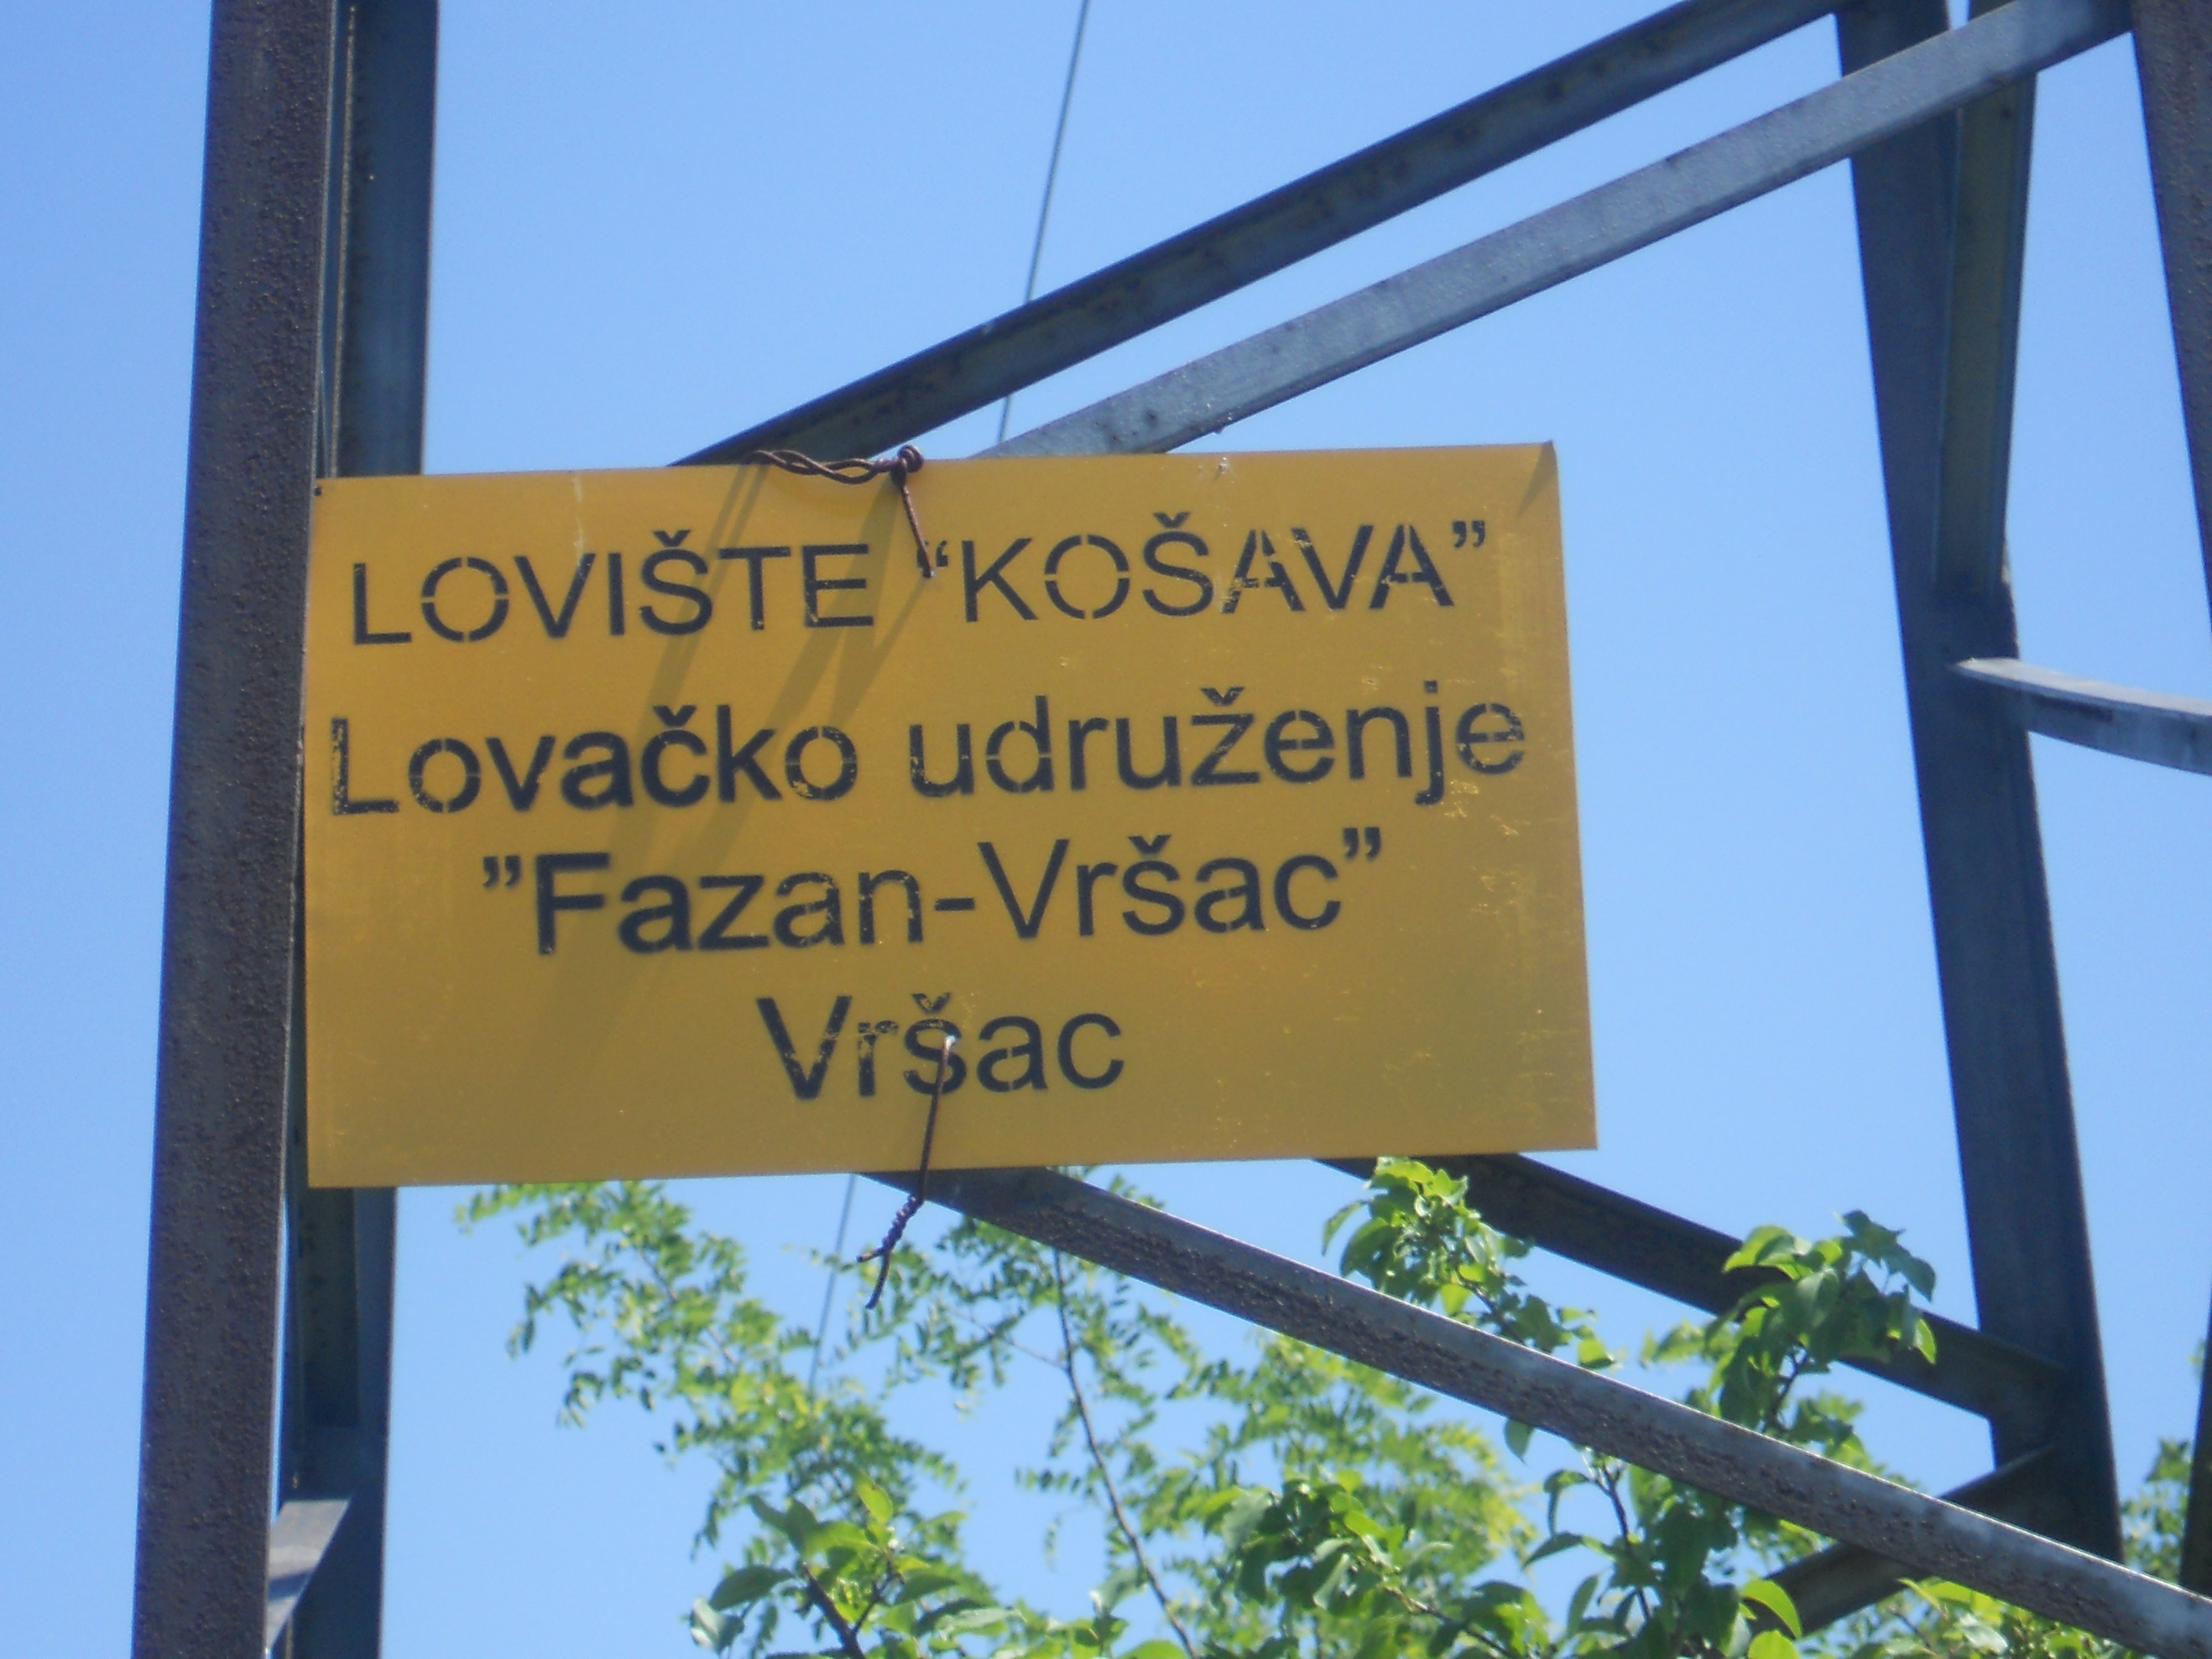 LOVIŠTE “KOŠAVA”
Lovačko udruženje
”Fazan-Vršac”
Vršac